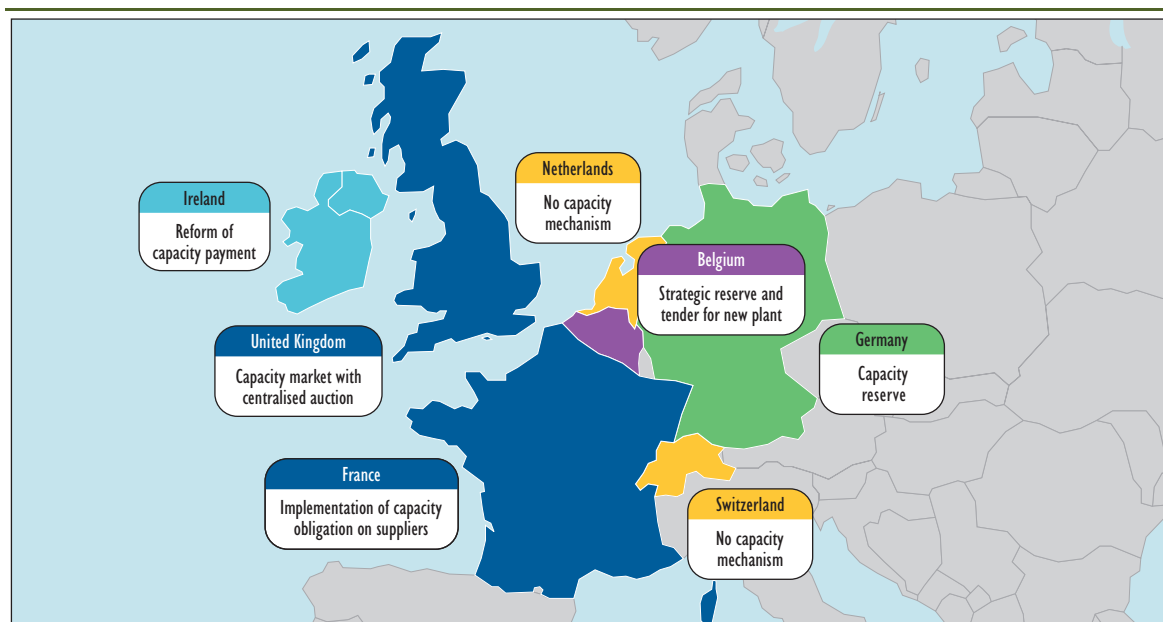 Netherlands
No capacity
mechanism
Ireland
Reform of
capacity payment
Belgium
Strategic reserve and
tender for new plant
United Kingdom
Capacity market with
centralised auction
Germany
Capacity
reserve
France
Implementation of capacity
obligation on suppliers
Switzerland
No capacity
mechanism